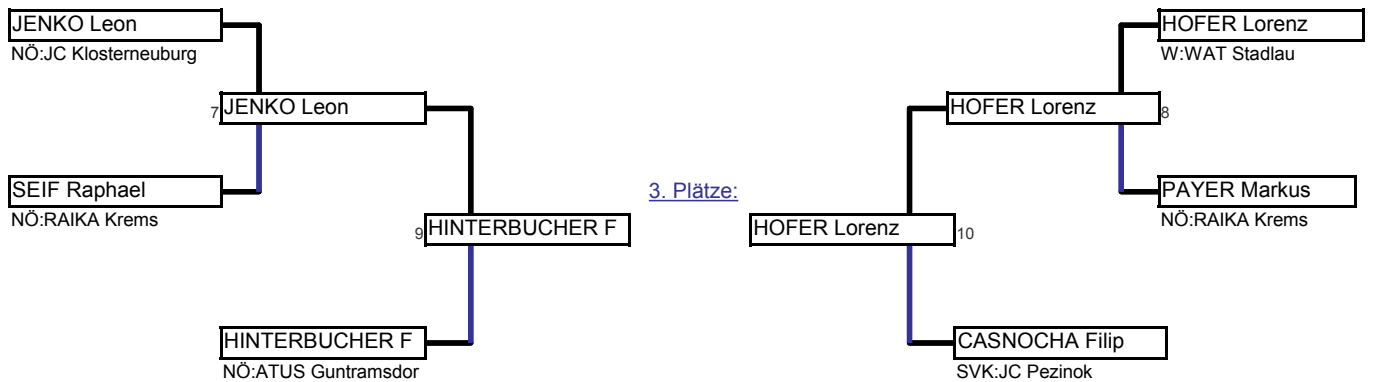 JENKO Leon
NÖ:JC Klosterneuburg
7 JENKO Leon
SEIF Raphael
NÖ:RAIKA Krems
9 HINTERBUCHER F
HINTERBUCHER F
NÖ:ATUS Guntramsdor
3. Plätze:
HOFER Lorenz
W:WAT Stadlau
HOFER Lorenz 8
PAYER Markus
NÖ:RAIKA Krems
HOFER Lorenz 10
CASNOCHA Filip
SVK:JC Pezinok